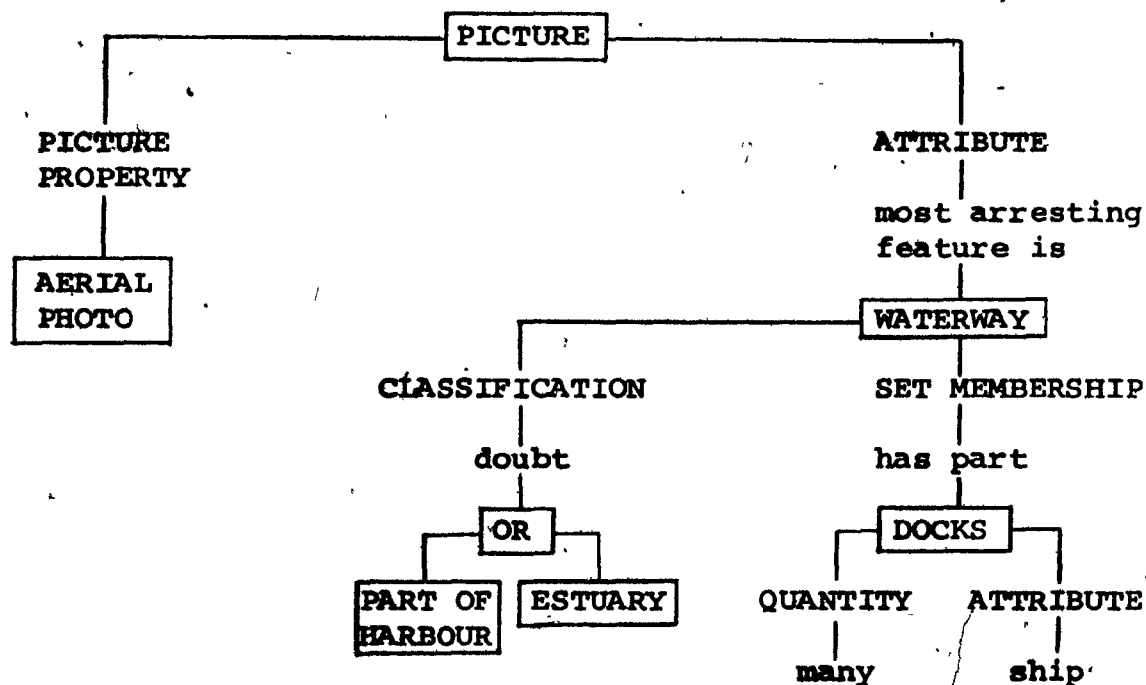 PICTURE
PICTURE
PROPERTY
ATTRIBUTE
most arresting
feature is
AERIAL
PHOTO
WATERWAY
CLASSIFICATION
SET MEMBERSHIP
doubt
has part
OR
DOCKS
PART OF
HARBOUR
ESTUARY
QUANTITY
ATTRIBUTE
many
ship